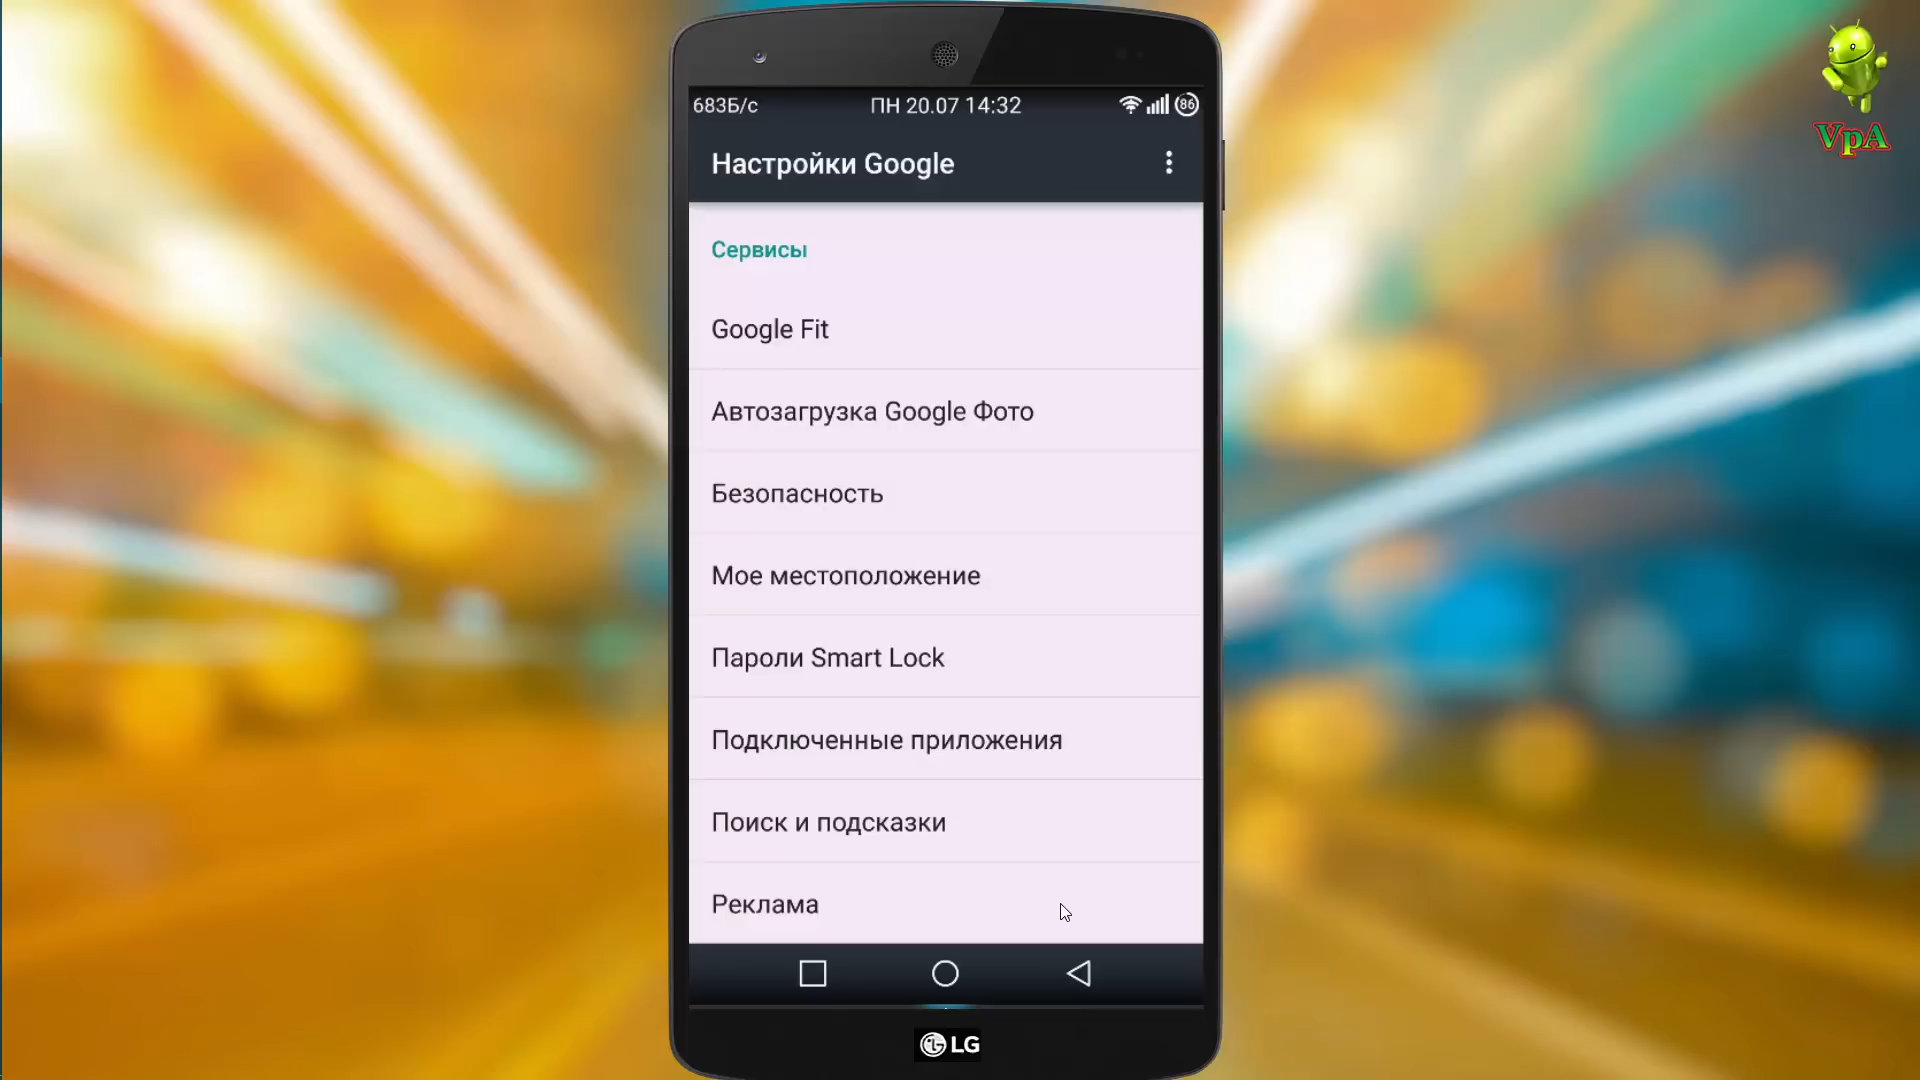 VpA
683Б/с ПН 20.07 14:32 86
Настройки Google
Сервисы
Google Fit
Автозагрузка Google Фото
Безопасность
Мое местоположение
Пароли Smart Lock
Подключенные приложения
Поиск и подсказки
Реклама
LG